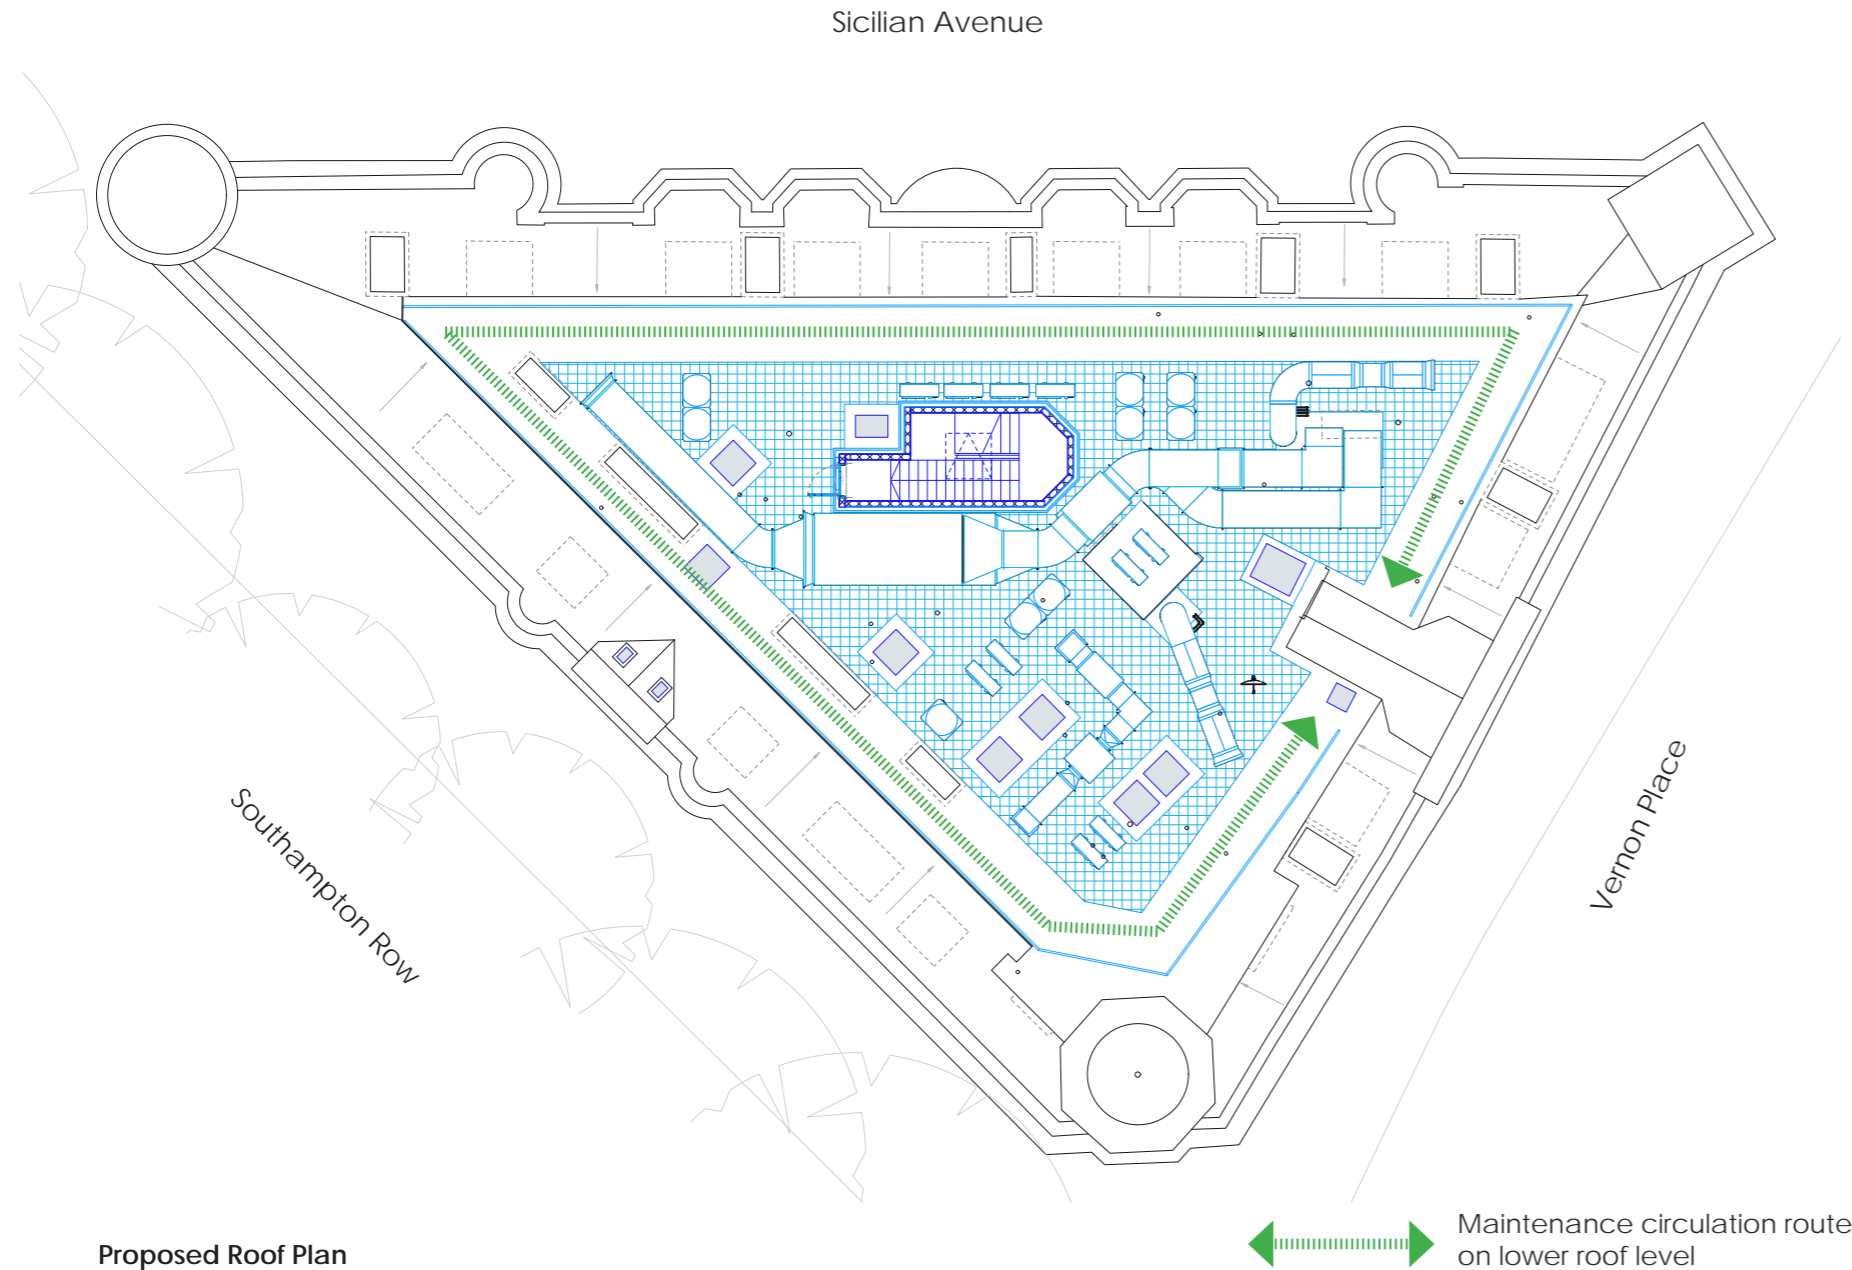 Sicilian Avenue
Southampton Row
Vernon Place
Maintenance circulation route
on lower roof level
Proposed Roof Plan